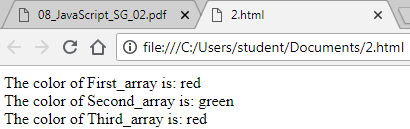 08_JavaScript_SG_02.pdf
2.html
file:///C:/Users/student/Documents/2.html
The color of First_array is: red
The color of Second_array is: green
The color of Third_array is: red